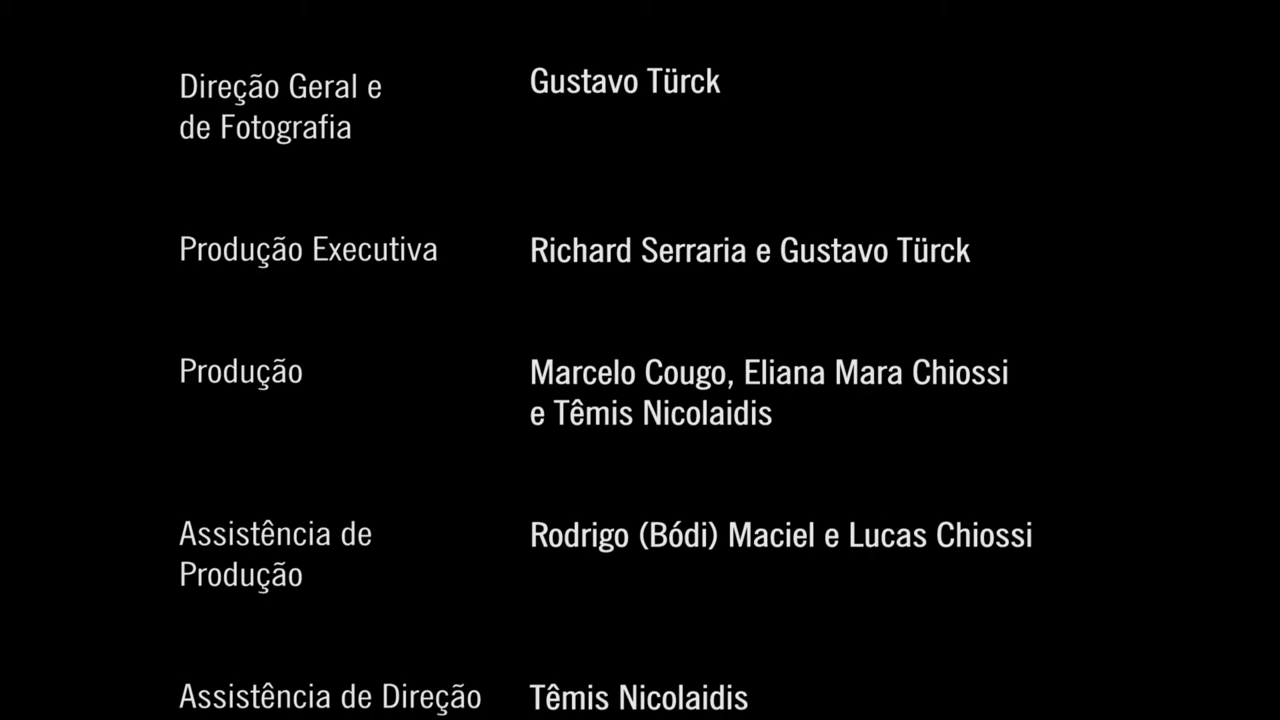 Direção Geral e
de Fotografia
Gustavo Türck
Produção Executiva
Richard Serraria e Gustavo Türck
Produção
Marcelo Cougo, Eliana Mara Chiossi
e Têmis Nicolaidis
Assistência de
Produção
Rodrigo (Bódi) Maciel e Lucas Chiossi
Assistência de Direção
Têmis Nicolaidis